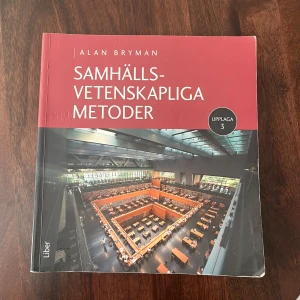 ALAN BRYMAN
SAMHÄLLS-
VETENSKAPLIGA
METODER
UPPLAGA
3
Liber